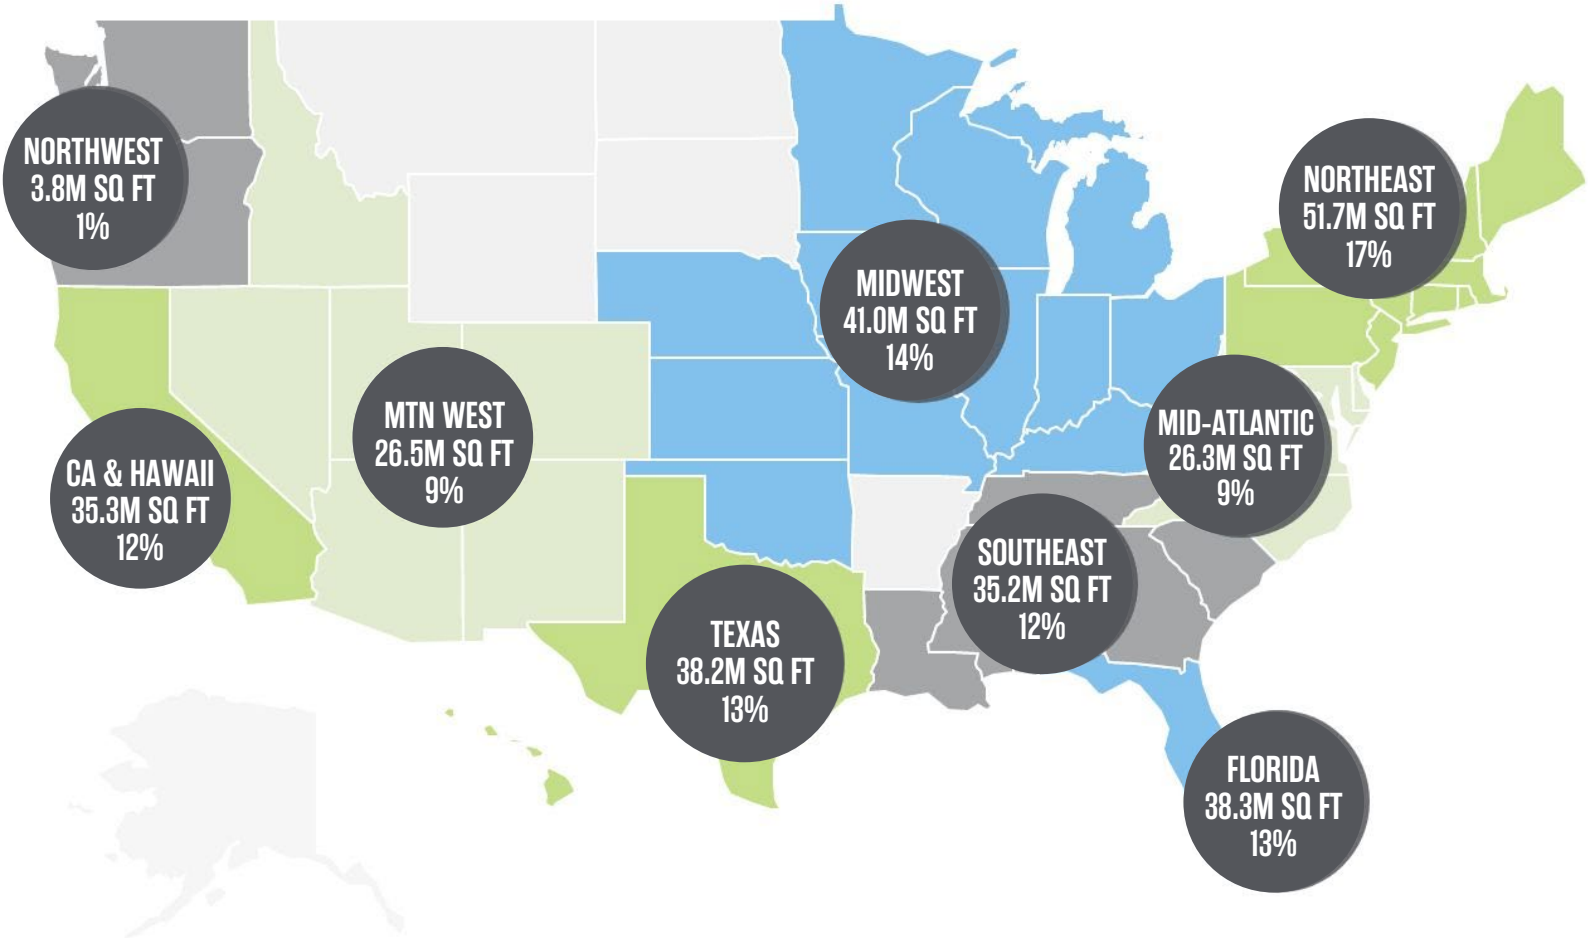 NORTHWEST
3.8M SQ FT
1%
NORTHEAST
51.7M SQ FT
17%
MIDWEST
41.0M SQ FT
14%
MTN WEST
26.5M SQ FT
9%
MID-ATLANTIC
26.3M SQ FT
9%
CA & HAWAII
35.3M SQ FT
12%
SOUTHEAST
35.2M SQ FT
12%
TEXAS
38.2M SQ FT
13%
FLORIDA
38.3M SQ FT
13%